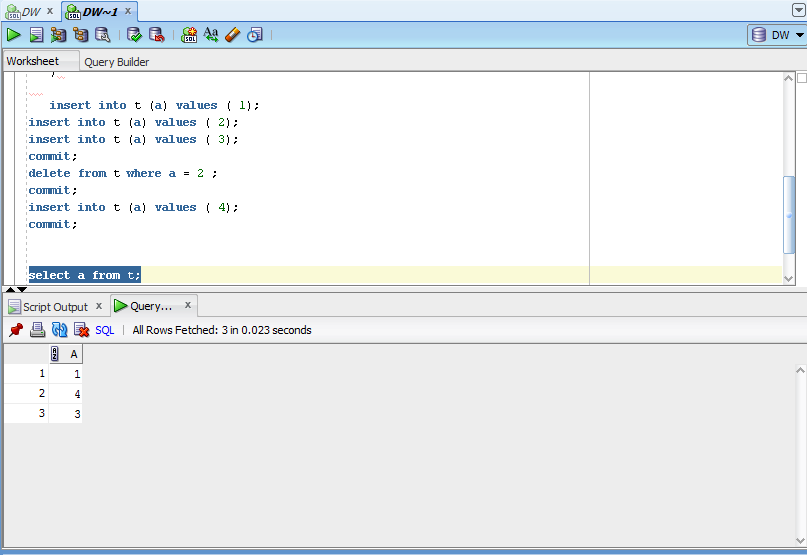 DW x DW~1 x
DW
Worksheet Query Builder
insert into t (a) values ( 1);
insert into t (a) values ( 2);
insert into t (a) values ( 3);
commit;
delete from t where a = 2 ;
commit;
insert into t (a) values ( 4);
commit;
select a from t;
Script Output x Query... x
SQL | All Rows Fetched: 3 in 0.023 seconds
A
1 1
2 4
3 3